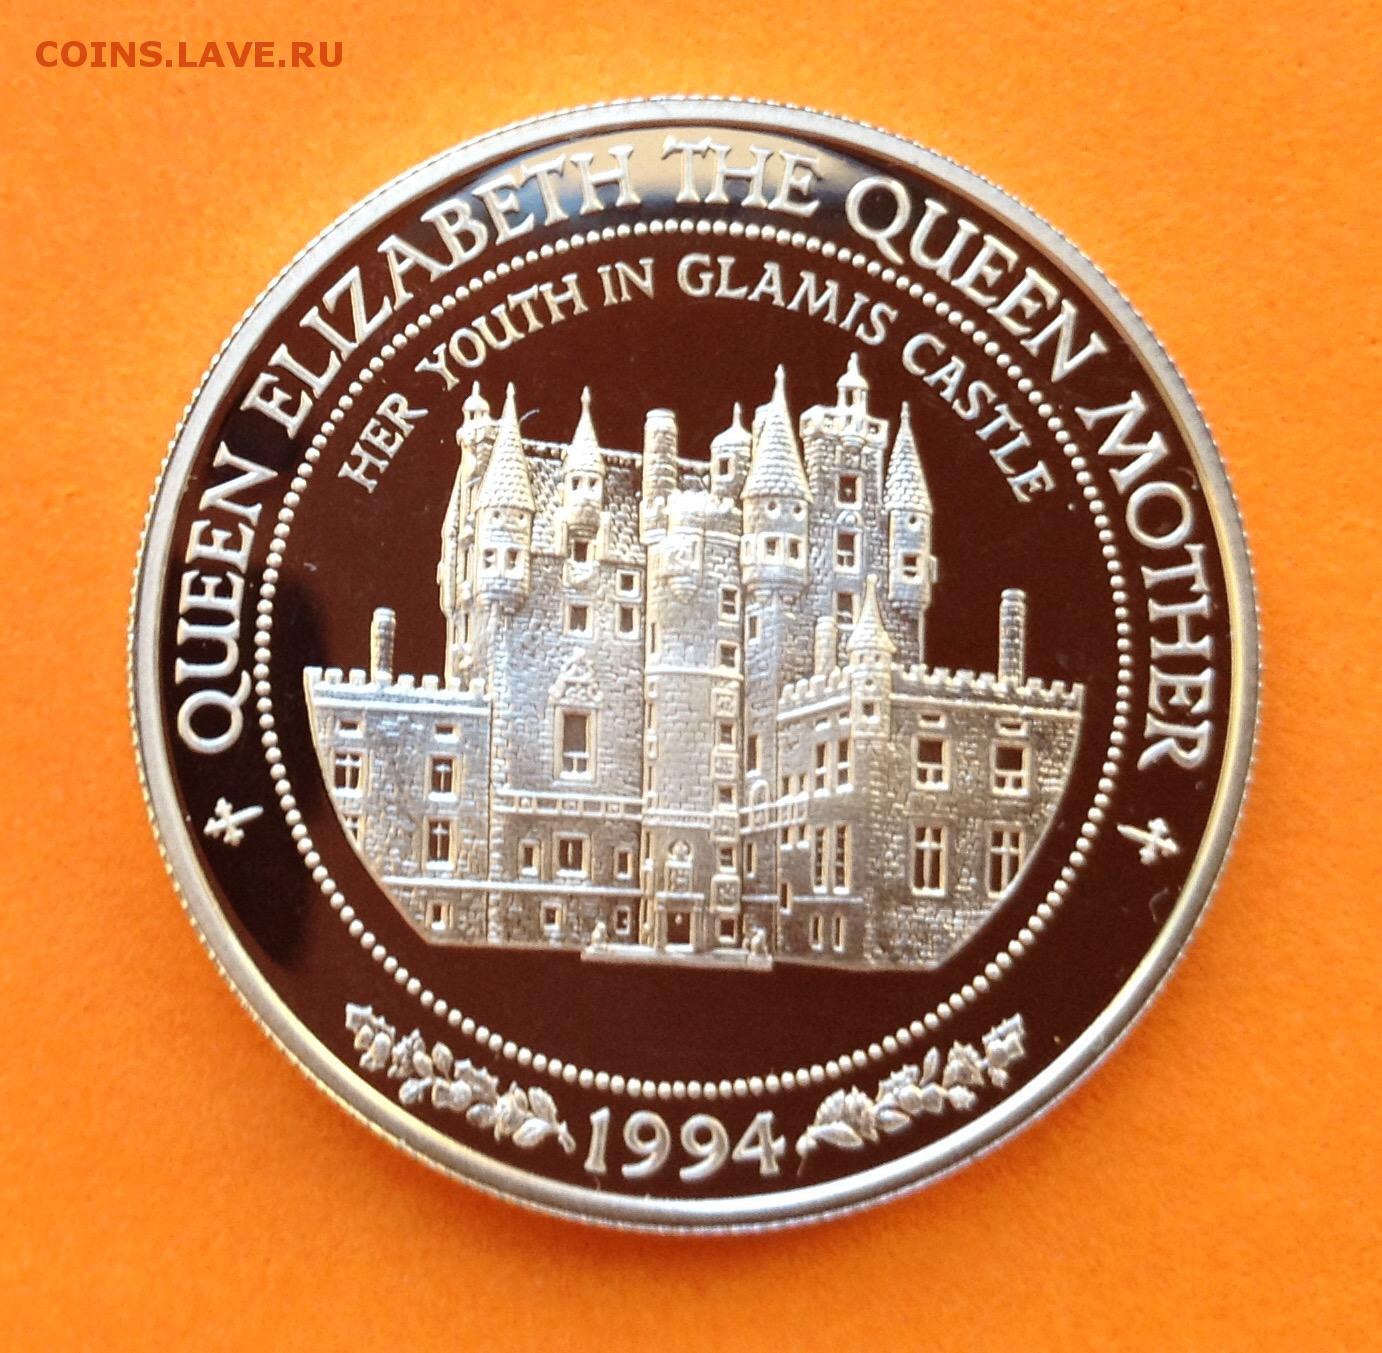 COINS.LAVE.RU
QUEEN ELIZABETH THE QUEEN MOTHER
HER YOUTH IN GLAMIS CASTLE
1994